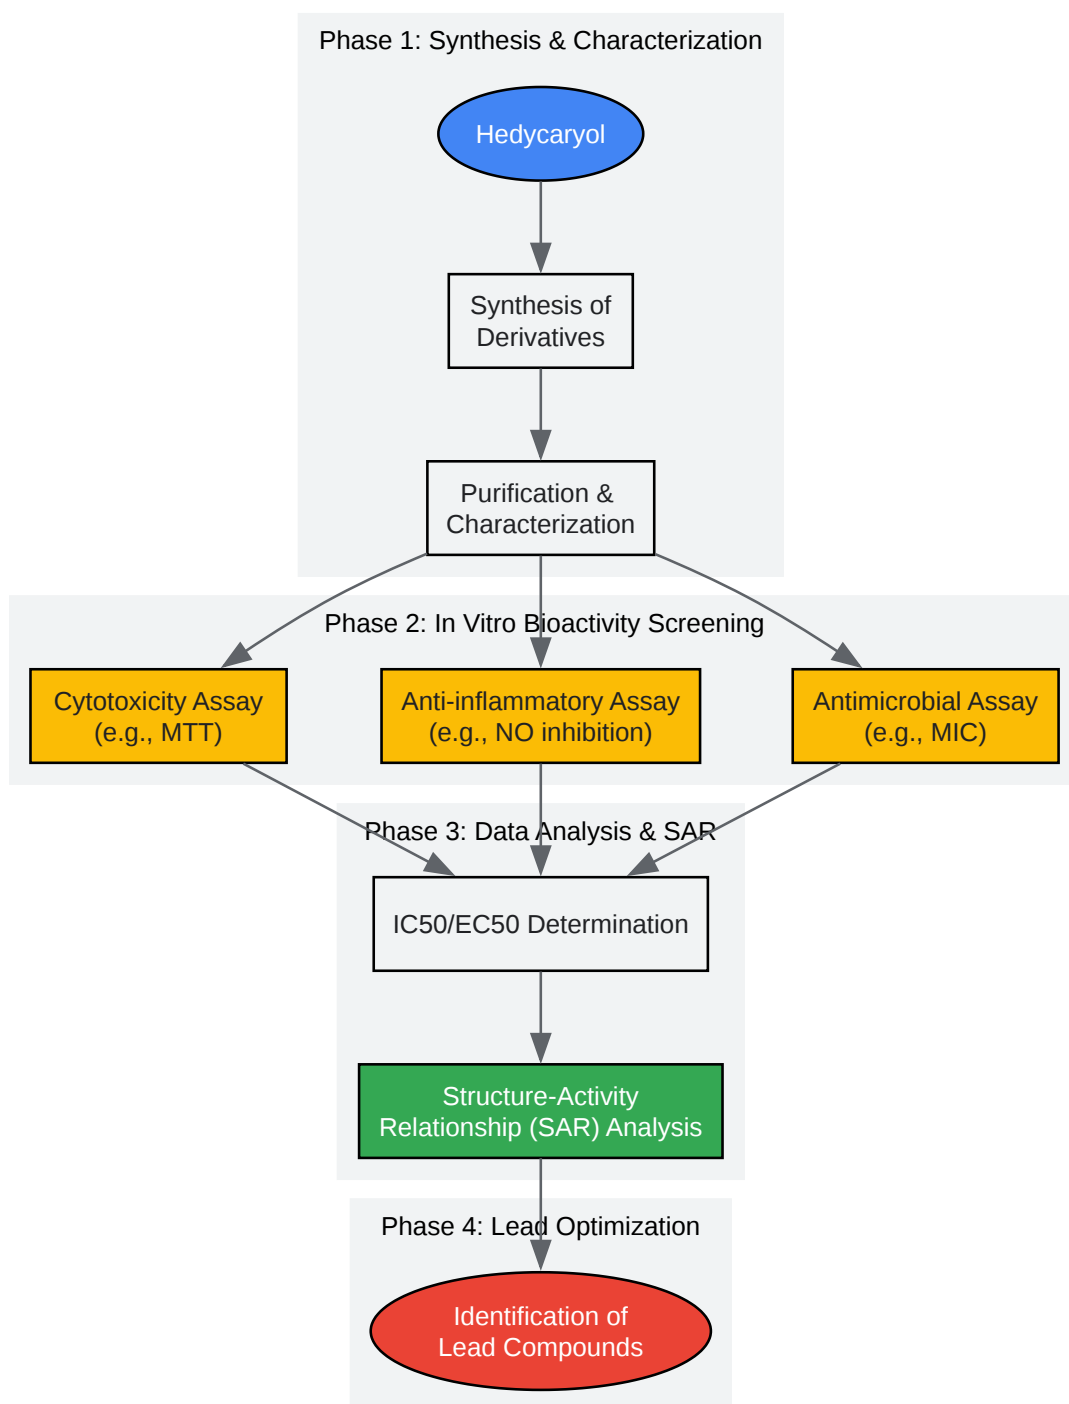 Phase 1: Synthesis & Characterization
Hedycaryol
Synthesis of
Derivatives
Purification &
Characterization
Phase 2: In Vitro Bioactivity Screening
Cytotoxicity Assay
(e.g., MTT)
Anti-inflammatory Assay
(e.g., NO inhibition)
Antimicrobial Assay
(e.g., MIC)
Phase 3: Data Analysis & SAR
IC50/EC50 Determination
Structure-Activity
Relationship (SAR) Analysis
Phase 4: Lead Optimization
Identification of
Lead Compounds